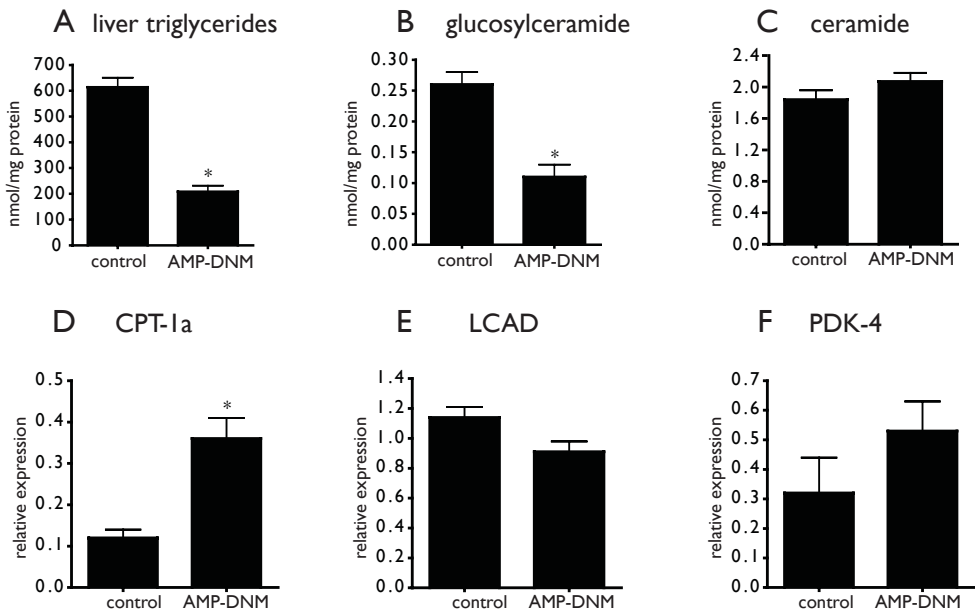 A liver triglycerides
nmol/mg protein
700
600
500
400
300
200
100
0
*
control AMP-DNM
B glucosylceramide
nmol/mg protein
0.30
0.25
0.20
0.15
0.10
0.05
0.00
*
control AMP-DNM
C ceramide
nmol/mg protein
2.4
1.8
1.2
2.4
0.0
control AMP-DNM
D CPT-1a
relative expression
0.5
0.4
0.3
0.2
0.1
0.0
*
control AMP-DNM
E LCAD
relative expression
1.4
1.2
1.0
0.8
0.6
0.4
0.2
0.0
control AMP-DNM
F PDK-4
relative expression
0.7
0.6
0.5
0.4
0.3
0.2
0.1
0.0
control AMP-DNM